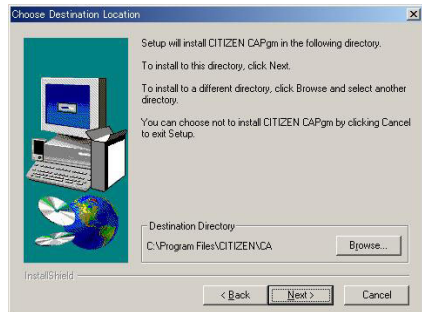 Choose Destination Location
Setup will install CITIZEN CAPgm in the following directory.
To install to this directory, click Next.
To install to a different directory, click Browse and select another
directory.
You can choose not to install CITIZEN CAPgm by clicking Cancel
to exit Setup.
Destination Directory
C:\Program Files\CITIZEN\CA
Browse...
InstallShield
< Back
Next >
Cancel